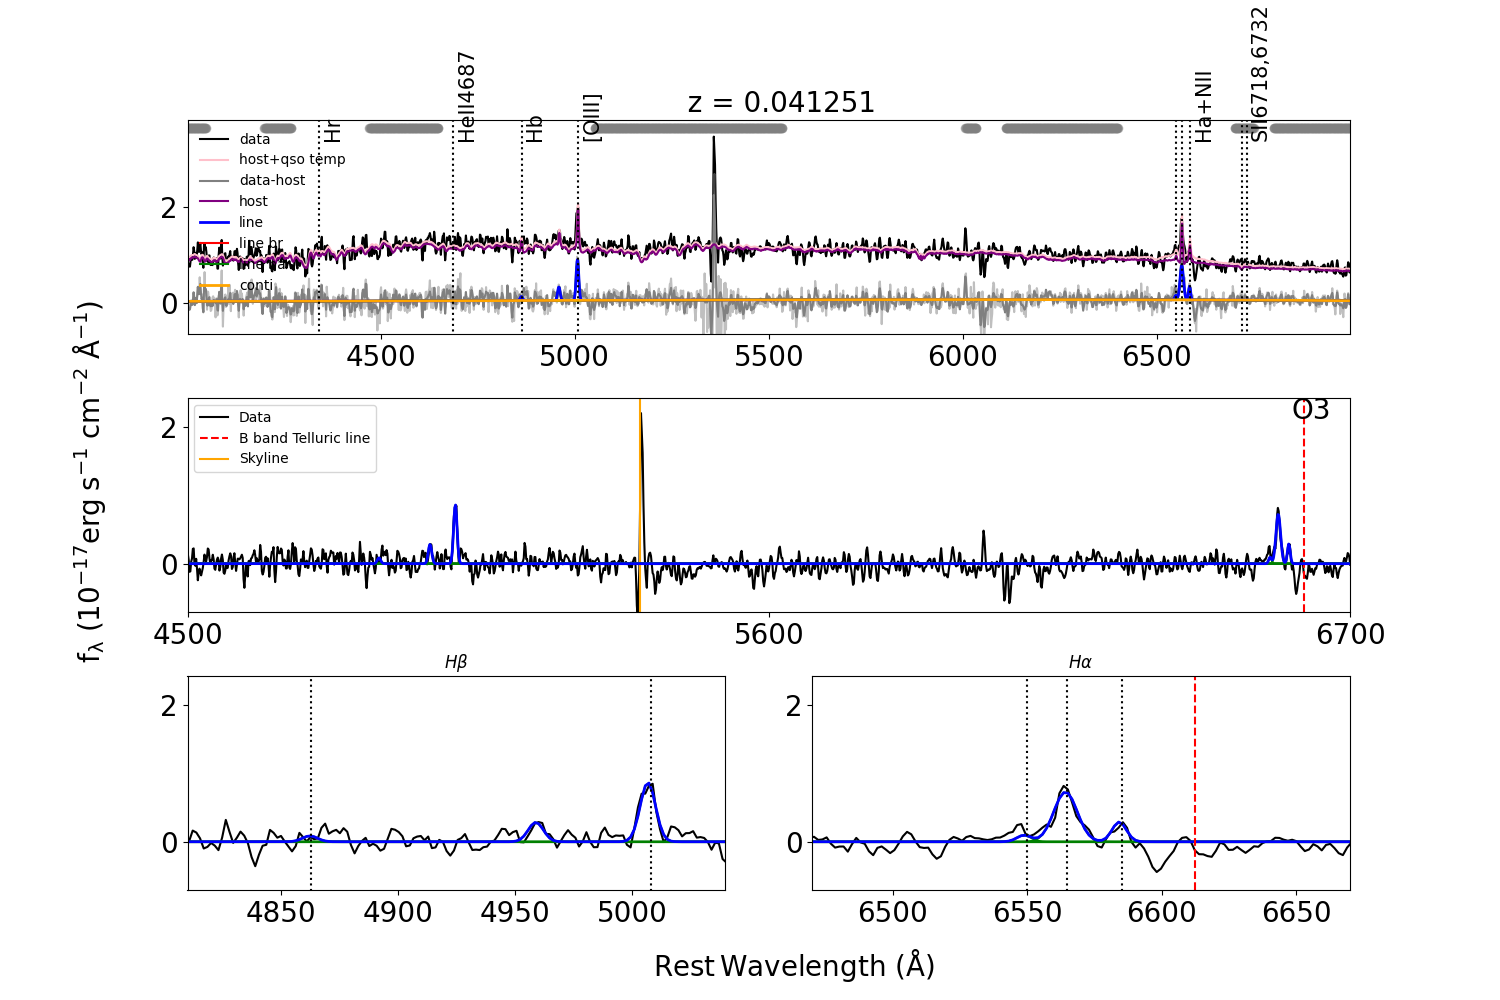 z = 0.041251
Hr
HeII4687
Hb
[OIII]
Ha+NII
SII6718,6732
data
host+qso temp
data-host
host
line
line br
conti
2
0
4500
5000
5500
6000
6500
fλ (10⁻¹⁷erg s⁻¹ cm⁻² Å⁻¹)
Data
B band Telluric line
Skyline
O3
2
0
4500
5600
6700
Hβ
2
0
4850
4900
4950
5000
Hα
2
0
6500
6550
6600
6650
Rest Wavelength (Å)